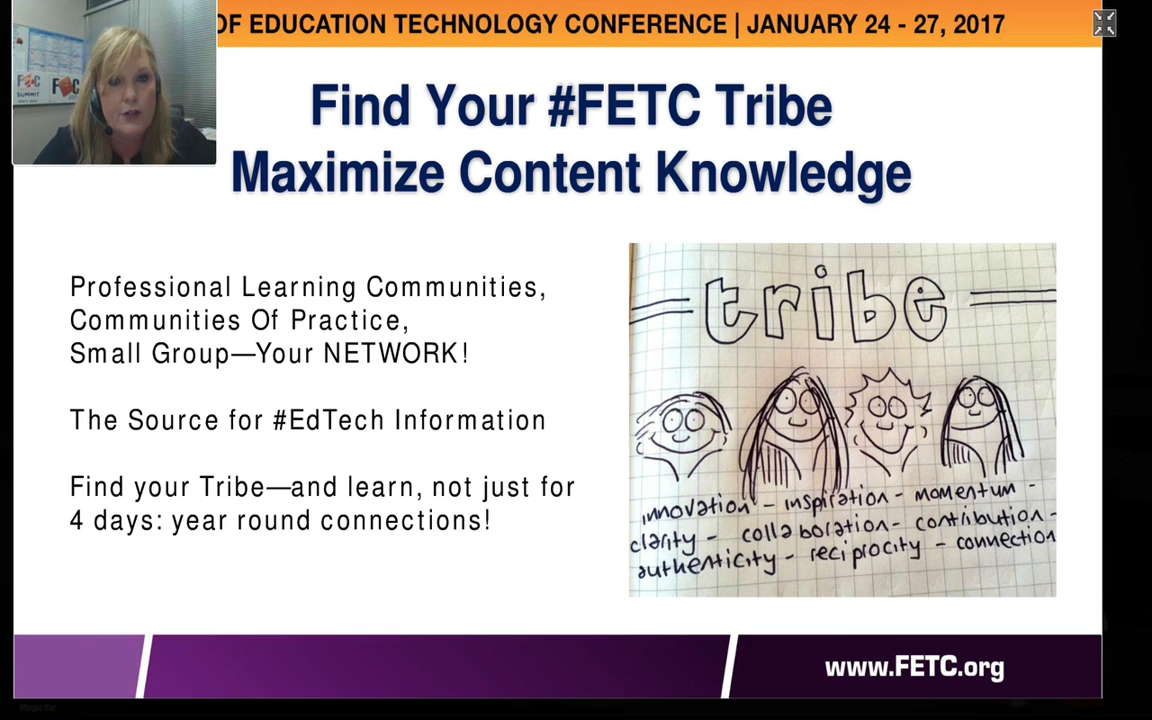 OF EDUCATION TECHNOLOGY CONFERENCE | JANUARY 24 - 27, 2017
Find Your #FETC Tribe
Maximize Content Knowledge
Professional Learning Communities,
Communities Of Practice,
Small Group—Your NETWORK!
The Source for #EdTech Information
Find your Tribe—and learn, not just for
4 days: year round connections!
tribe
innovation - inspiration - momentum -
clarity - collaboration - contribution -
authenticity - reciprocity - connection
www.FETC.org